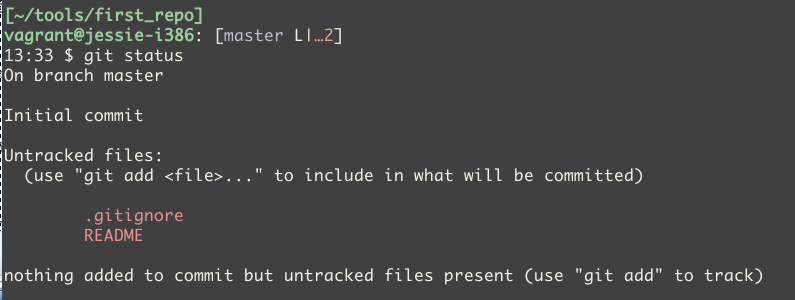 [~/tools/first_repo]
vagrant@jessie-i386: [master L|…2]
13:33 $ git status
On branch master

Initial commit

Untracked files:
  (use "git add <file>..." to include in what will be committed)

        .gitignore
        README

nothing added to commit but untracked files present (use "git add" to track)